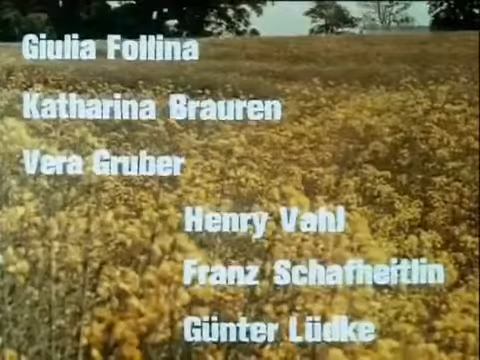 Giulia Follina
Katharina Brauren
Vera Gruber
Henry Vahl
Franz Schafheitlin
Günter Lüdke